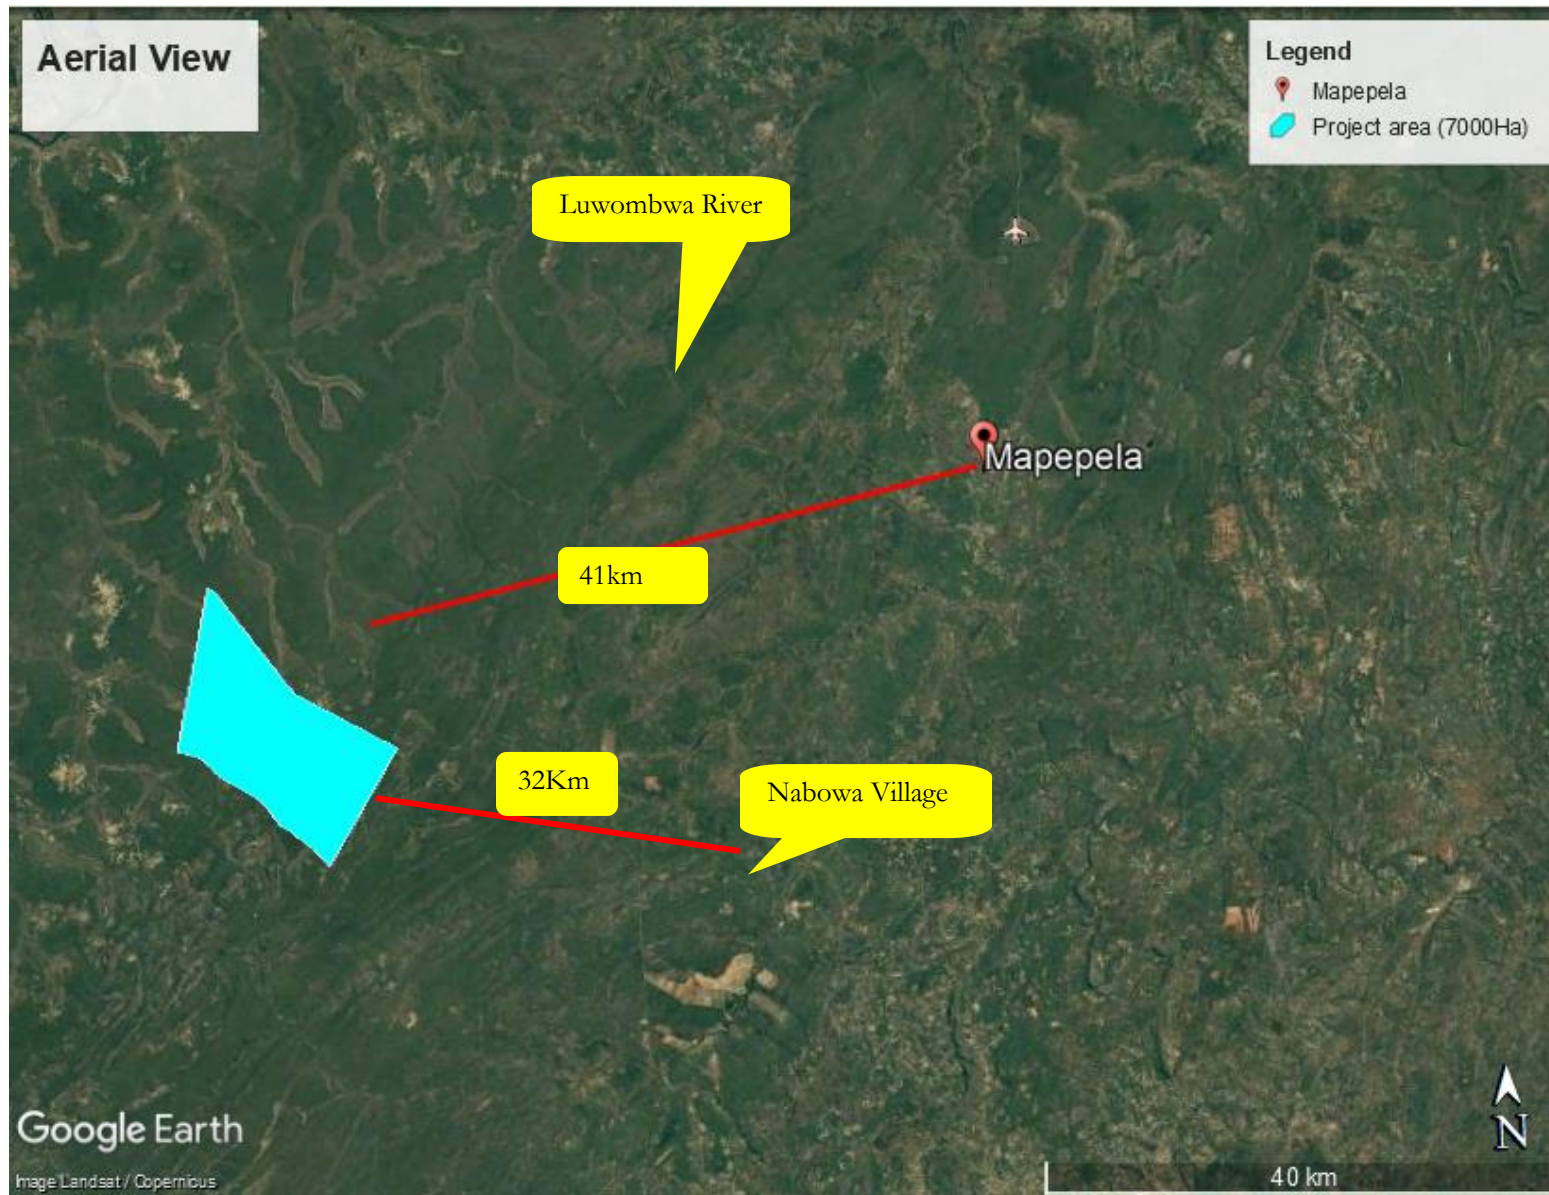 Aerial View
Legend
Mapepela
Project area (7000Ha)
Luwombwa River
Mapepela
41km
32Km
Nabowa Village
Google Earth
N
Image Landsat / Copernicus
40 km